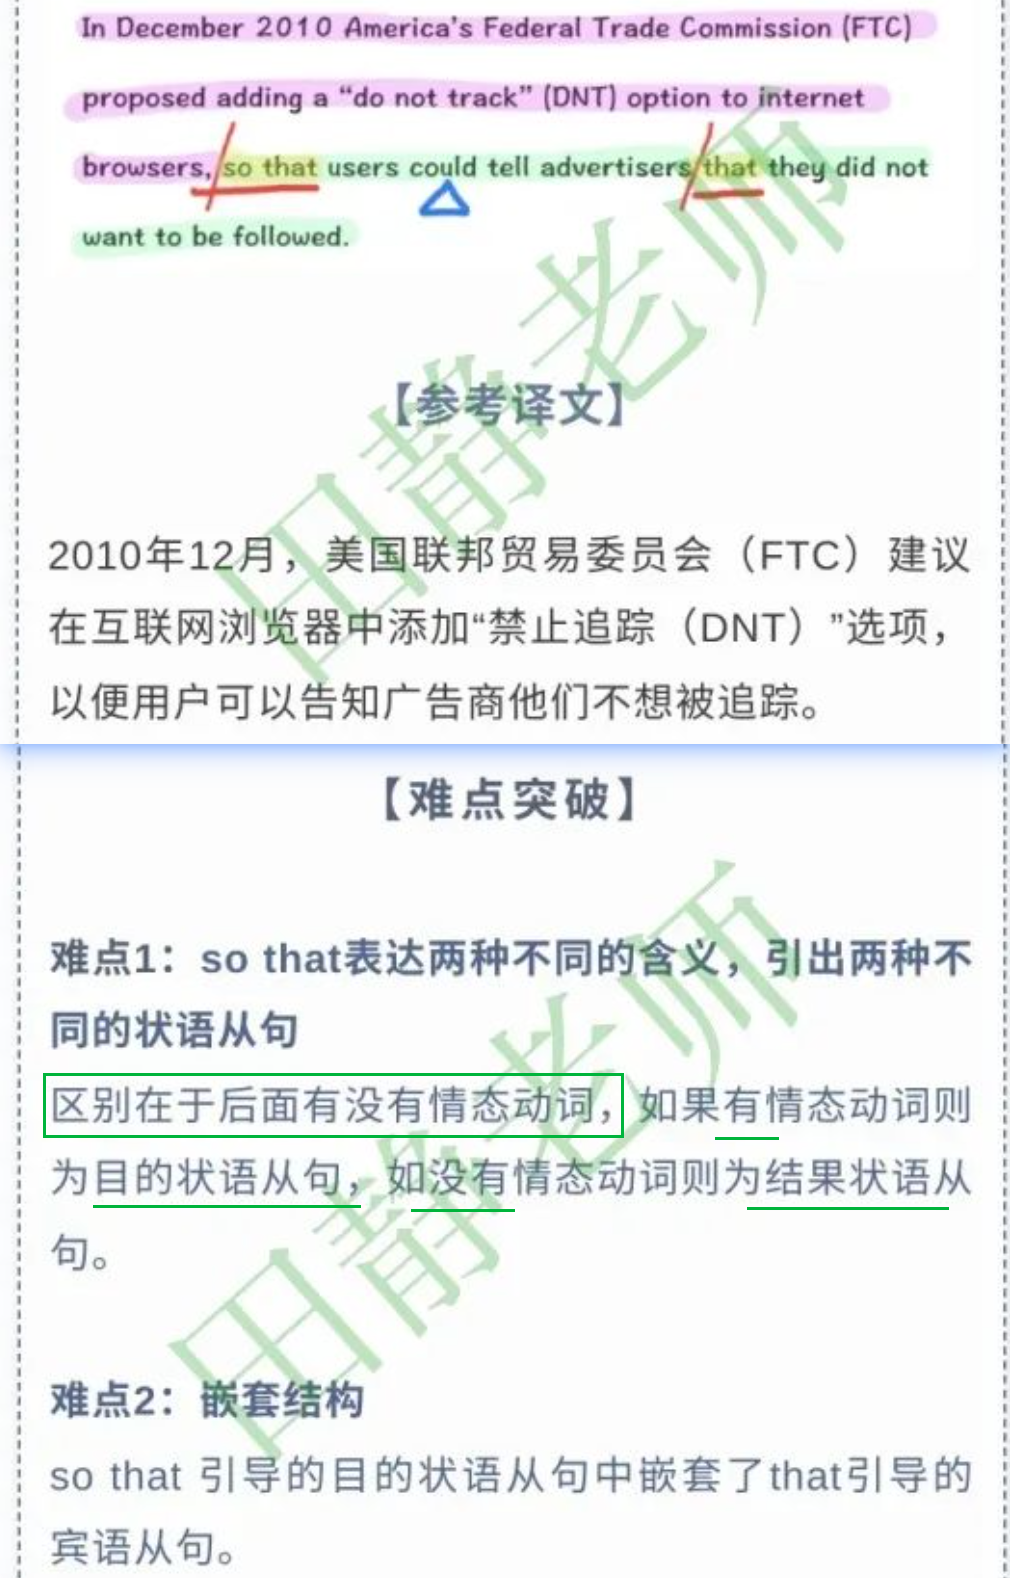 In December 2010 America's Federal Trade Commission (FTC)
proposed adding a “do not track” (DNT) option to internet
browsers, so that users could tell advertisers that they did not
want to be followed.
【参考译文】
2010年12月，美国联邦贸易委员会（FTC）建议
在互联网浏览器中添加“禁止追踪（DNT）”选项，
以便用户可以告知广告商他们不想被追踪。
【难点突破】
难点1：so that表达两种不同的含义，引出两种不
同的状语从句
区别在于后面有没有情态动词，如果有情态动词则
为目的状语从句，如没有情态动词则为结果状语从
句。
难点2：嵌套结构
so that 引导的目的状语从句中嵌套了that引导的
宾语从句。
田静老师
田静老师